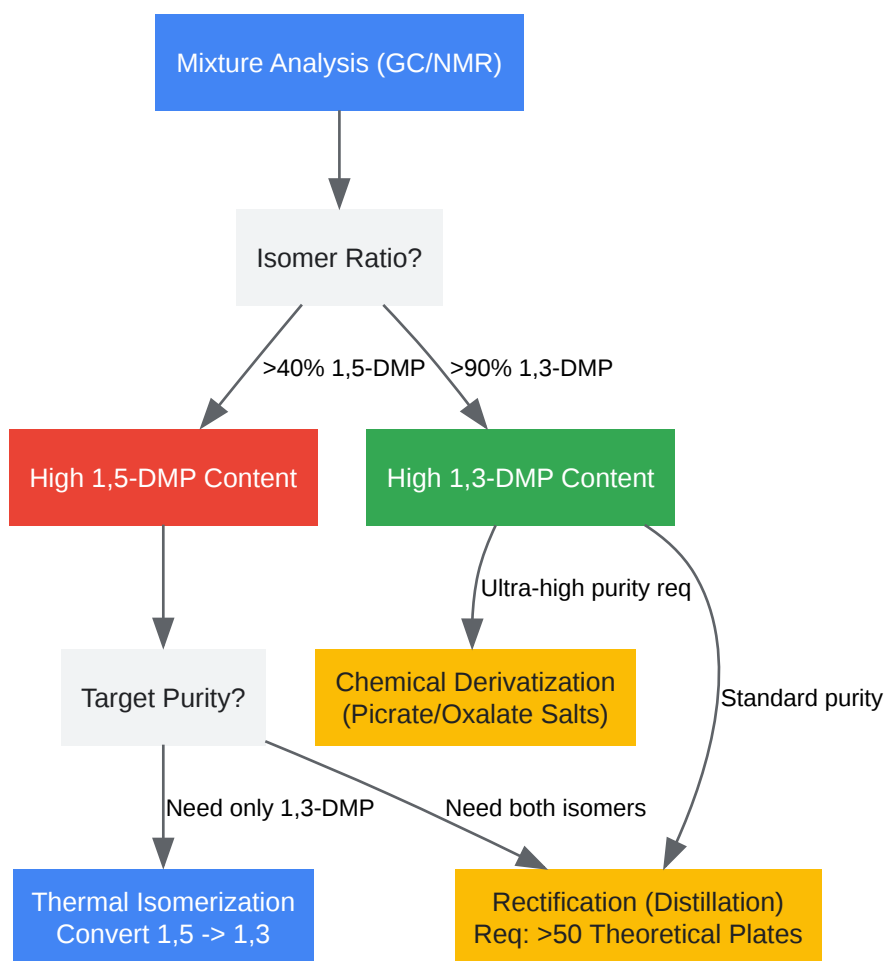 Mixture Analysis (GC/NMR)
Isomer Ratio?
>40% 1,5-DMP
>90% 1,3-DMP
High 1,5-DMP Content
High 1,3-DMP Content
Ultra-high purity req
Target Purity?
Chemical Derivatization
(Picrate/Oxalate Salts)
Standard purity
Need only 1,3-DMP
Need both isomers
Thermal Isomerization
Convert 1,5 -> 1,3
Rectification (Distillation)
Req: >50 Theoretical Plates